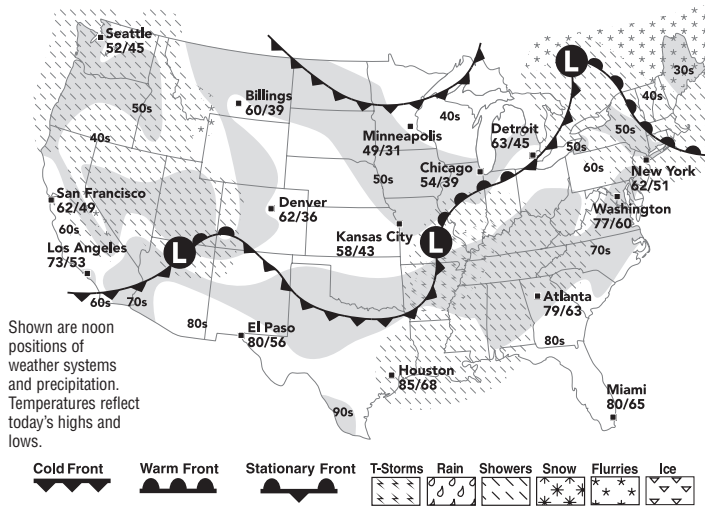 Seattle
52/45
L
30s
Billings
60/39
50s
40s
40s
Minneapolis
49/31
Detroit
63/45
50s
40s
50s
60s
Chicago
54/39
50s
New York
62/51
San Francisco
62/49
60s
Denver
62/36
Washington
77/60
Los Angeles
73/53
L
Kansas City
58/43
L
70s
60s
70s
80s
El Paso
80/56
Atlanta
79/63
80s
Houston
85/68
90s
Miami
80/65
Shown are noon
positions of
weather systems
and precipitation.
Temperatures reflect
today's highs and
lows.
Cold Front
Warm Front
Stationary Front
T-Storms
Rain
Showers
Snow
Flurries
Ice